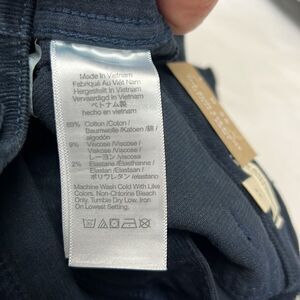 Made In Vietnam
Fabriqué Au Viêt Nam
Hergestellt in Vietnam
Vervaardigd in Vietnam
ベトナム製
hecho en vietnam
89% Cotton /Coton /
Baumwolle /Katoen / 綿 /
algodón
9% Viscose /Viscose/
Viskose /Viscose/
レーヨン /viscosa
2% Elastane /Elasthanne /
Elastan /Elastaan /
ポリウレタン /elastano
Machine Wash Cold With Like
Colors. Non-Chlorine Bleach
Only. Tumble Dry Low. Iron On
Lowest Setting.